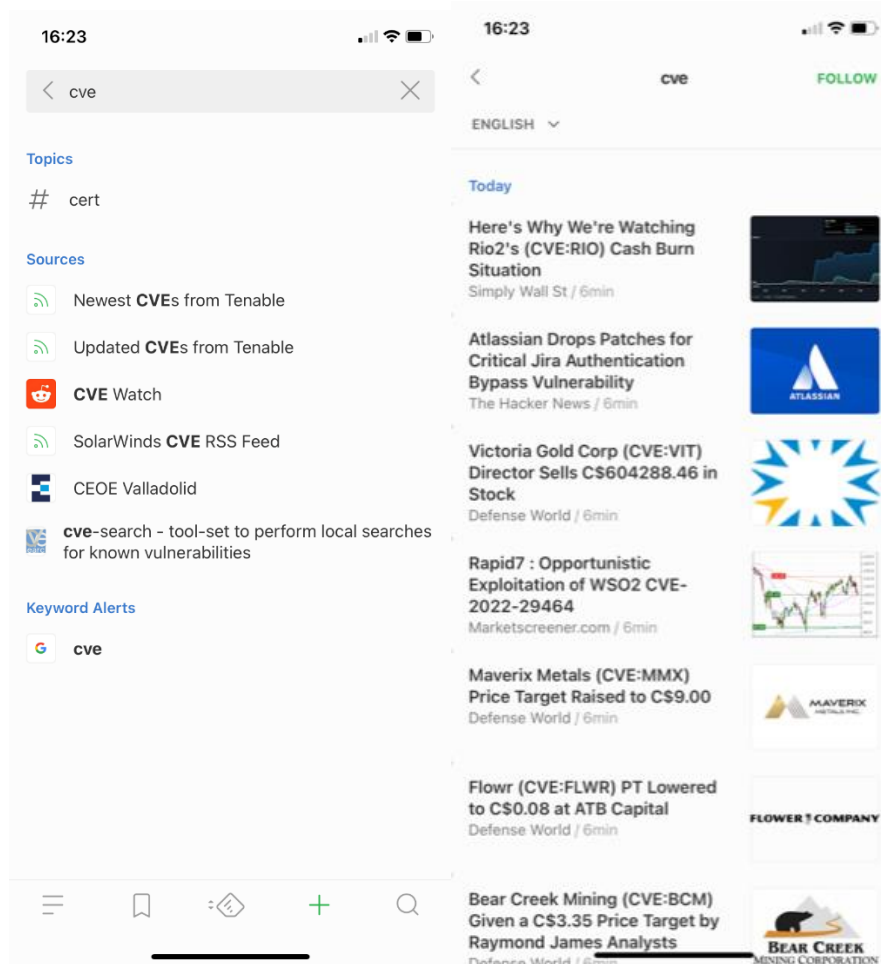 16:23
cve
Topics
# cert
Sources
Newest CVEs from Tenable
Updated CVEs from Tenable
CVE Watch
SolarWinds CVE RSS Feed
CEOE Valladolid
cve-search - tool-set to perform local searches
for known vulnerabilities
Keyword Alerts
cve
16:23
cve
FOLLOW
ENGLISH
Today
Here's Why We're Watching
Rio2's (CVE:RIO) Cash Burn
Situation
Simply Wall St / 6min
Atlassian Drops Patches for
Critical Jira Authentication
Bypass Vulnerability
The Hacker News / 6min
ATLASSIAN
Victoria Gold Corp (CVE:VIT)
Director Sells C$604288.46 in
Stock
Defense World / 6min
Rapid7 : Opportunistic
Exploitation of WSO2 CVE-
2022-29464
Marketscreener.com / 6min
Maverix Metals (CVE:MMX)
Price Target Raised to C$9.00
Defense World / 6min
MAVERIX
METALS INC.
Flowr (CVE:FLWR) PT Lowered
to C$0.08 at ATB Capital
Defense World / 6min
FLOWER COMPANY
Bear Creek Mining (CVE:BCM)
Given a C$3.35 Price Target by
Raymond James Analysts
Defense World / 6min
BEAR CREEK
MINING CORPORATION